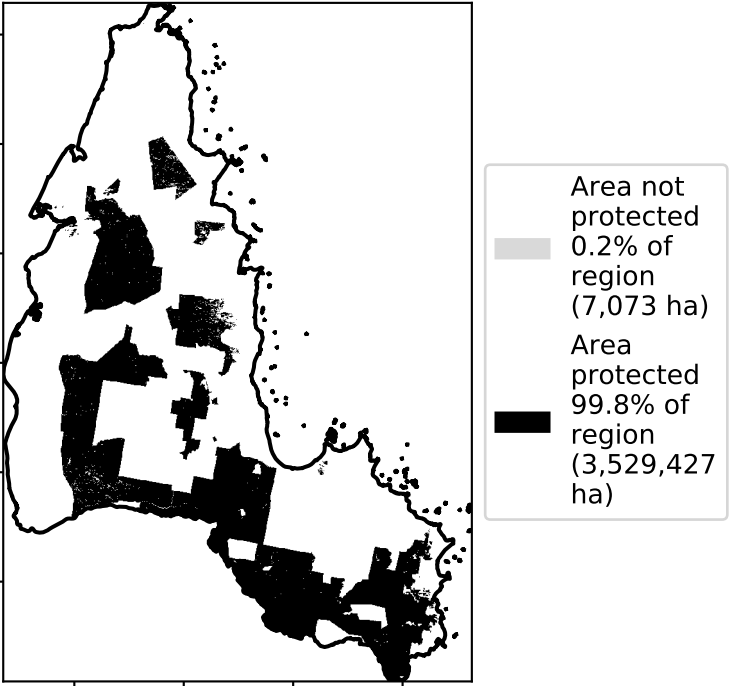 Area not
protected
0.2% of
region
(7,073 ha)
Area
protected
99.8% of
region
(3,529,427
ha)